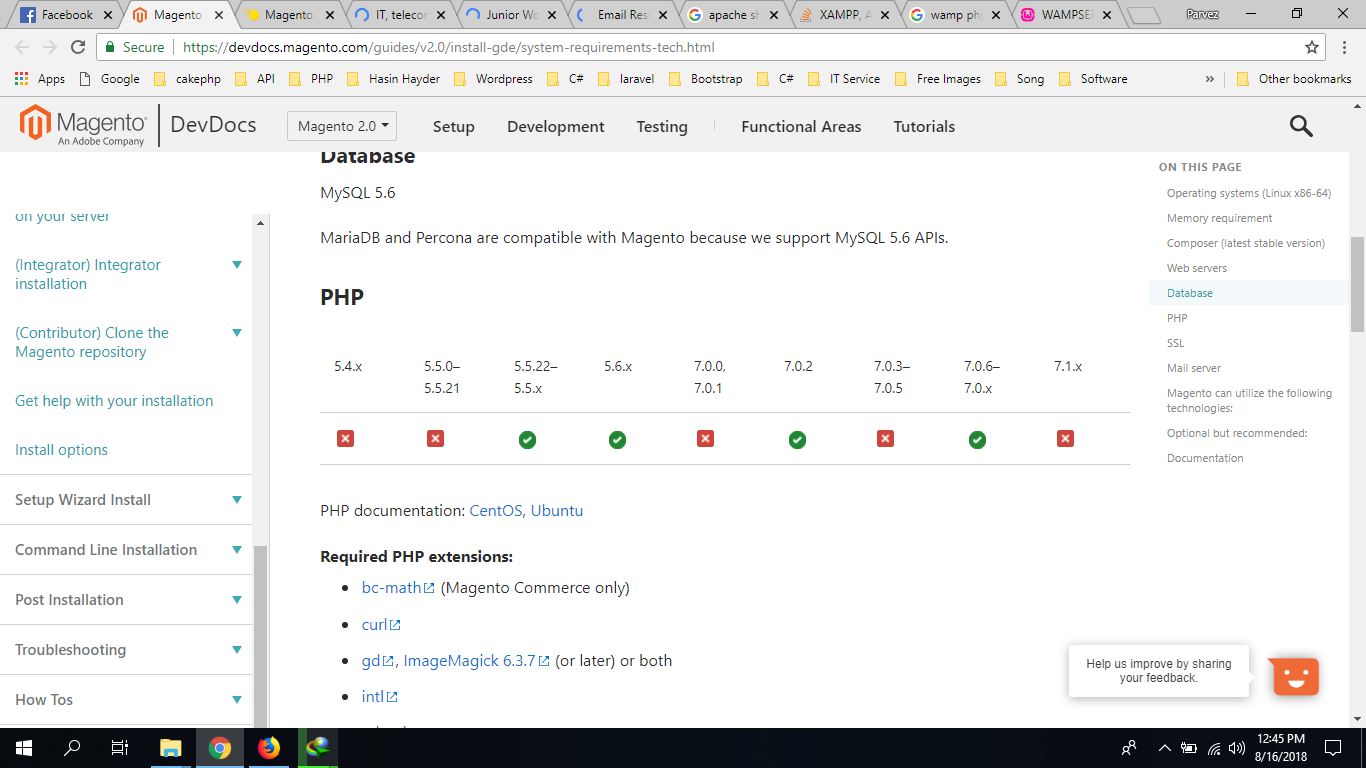 Facebook
Magento
Magento
IT, telecor
Junior Wo
Email Res
apache sh
XAMPP, A
wamp php
WAMPSER
Parvez
Secure
https://devdocs.magento.com/guides/v2.0/install-gde/system-requirements-tech.html
Apps
Google
cakephp
API
PHP
Hasin Hayder
Wordpress
C#
laravel
Bootstrap
C#
IT Service
Free Images
Song
Software
»
Other bookmarks
Magento
An Adobe Company
DevDocs
Magento 2.0
Setup
Development
Testing
Functional Areas
Tutorials
on your server
(Integrator) Integrator
installation
(Contributor) Clone the
Magento repository
Get help with your installation
Install options
Setup Wizard Install
Command Line Installation
Post Installation
Troubleshooting
How Tos
Database
MySQL 5.6
MariaDB and Percona are compatible with Magento because we support MySQL 5.6 APIs.
PHP
5.4.x
5.5.0–
5.5.21
5.5.22–
5.5.x
5.6.x
7.0.0,
7.0.1
7.0.2
7.0.3–
7.0.5
7.0.6–
7.0.x
7.1.x
PHP documentation: CentOS, Ubuntu
Required PHP extensions:
bc-math (Magento Commerce only)
curl
gd, ImageMagick 6.3.7 (or later) or both
intl
ON THIS PAGE
Operating systems (Linux x86-64)
Memory requirement
Composer (latest stable version)
Web servers
Database
PHP
SSL
Mail server
Magento can utilize the following
technologies:
Optional but recommended:
Documentation
Help us improve by sharing
your feedback.
12:45 PM
8/16/2018